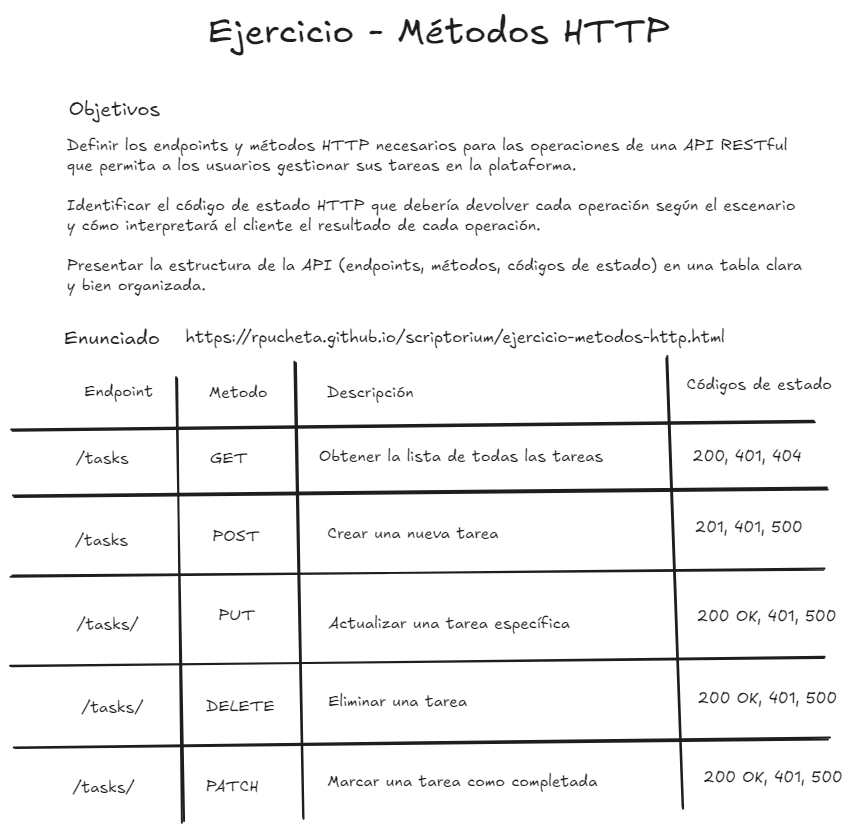 Ejercicio - Métodos HTTP
Objetivos
Definir los endpoints y métodos HTTP necesarios para las operaciones de una API RESTful
que permita a los usuarios gestionar sus tareas en la plataforma.
Identificar el código de estado HTTP que debería devolver cada operación según el escenario
y cómo interpretará el cliente el resultado de cada operación.
Presentar la estructura de la API (endpoints, métodos, códigos de estado) en una tabla clara
y bien organizada.
Enunciado https://rpucheta.github.io/scriptorium/ejercicio-metodos-http.html
Endpoint Metodo Descripción Códigos de estado
/tasks GET Obtener la lista de todas las tareas 200, 401, 404
/tasks POST Crear una nueva tarea 201, 401, 500
/tasks/ PUT Actualizar una tarea específica 200 OK, 401, 500
/tasks/ DELETE Eliminar una tarea 200 OK, 401, 500
/tasks/ PATCH Marcar una tarea como completada 200 OK, 401, 500